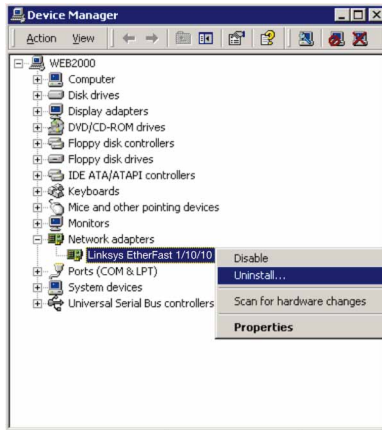 Device Manager
Action View
WEB2000
Computer
Disk drives
Display adapters
DVD/CD-ROM drives
Floppy disk controllers
Floppy disk drives
IDE ATA/ATAPI controllers
Keyboards
Mice and other pointing devices
Monitors
Network adapters
Linksys EtherFast 1/10/10
Disable
Uninstall...
Ports (COM & LPT)
System devices
Scan for hardware changes
Universal Serial Bus controllers
Properties